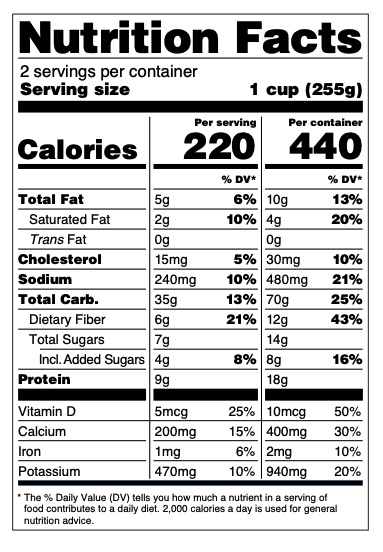 Nutrition Facts
2 servings per container
Serving size 1 cup (255g)
Per serving Per container
Calories 220 440
% DV* % DV*
Total Fat 5g 6% 10g 13%
Saturated Fat 2g 10% 4g 20%
Trans Fat 0g 0g
Cholesterol 15mg 5% 30mg 10%
Sodium 240mg 10% 480mg 21%
Total Carb. 35g 13% 70g 25%
Dietary Fiber 6g 21% 12g 43%
Total Sugars 7g 14g
Incl. Added Sugars 4g 8% 8g 16%
Protein 9g 18g
Vitamin D 5mcg 25% 10mcg 50%
Calcium 200mg 15% 400mg 30%
Iron 1mg 6% 2mg 10%
Potassium 470mg 10% 940mg 20%
* The % Daily Value (DV) tells you how much a nutrient in a serving of
food contributes to a daily diet. 2,000 calories a day is used for general
nutrition advice.